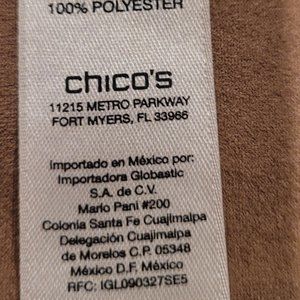 100% POLYESTER
chico's
11215 METRO PARKWAY
FORT MYERS, FL 33966
Importado en México por:
Importadora Globastic
S.A. de C.V.
Mario Pani #200
Colonia Santa Fe Cuajimalpa
Delegación Cuajimalpa
de Morelos C.P. 05348
México D.F. México
RFC: IGL090327SE5